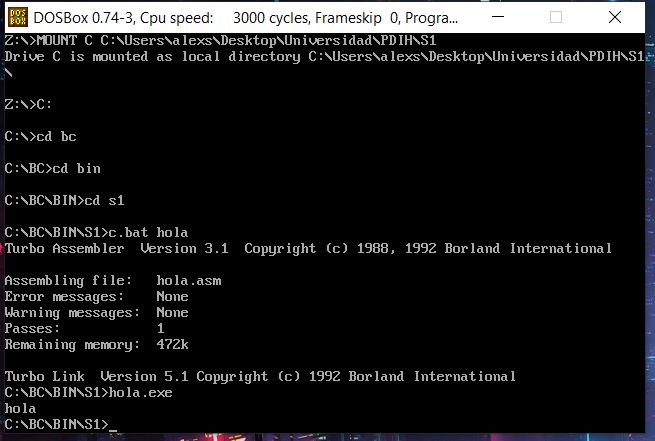 DOS
BOX
DOSBox 0.74-3, Cpu speed:     3000 cycles, Frameskip  0, Progra...
Z:\>MOUNT C C:\Users\alexs\Desktop\Universidad\PDIH\S1
Drive C is mounted as local directory C:\Users\alexs\Desktop\Universidad\PDIH\S1
\
Z:\>C:
C:\>cd bc
C:\BC>cd bin
C:\BC\BIN>cd s1
C:\BC\BIN\S1>c.bat hola
Turbo Assembler  Version 3.1  Copyright (c) 1988, 1992 Borland International
Assembling file:   hola.asm
Error messages:    None
Warning messages:  None
Passes:            1
Remaining memory:  472k
Turbo Link  Version 5.1 Copyright (c) 1992 Borland International
C:\BC\BIN\S1>hola.exe
hola
C:\BC\BIN\S1>_